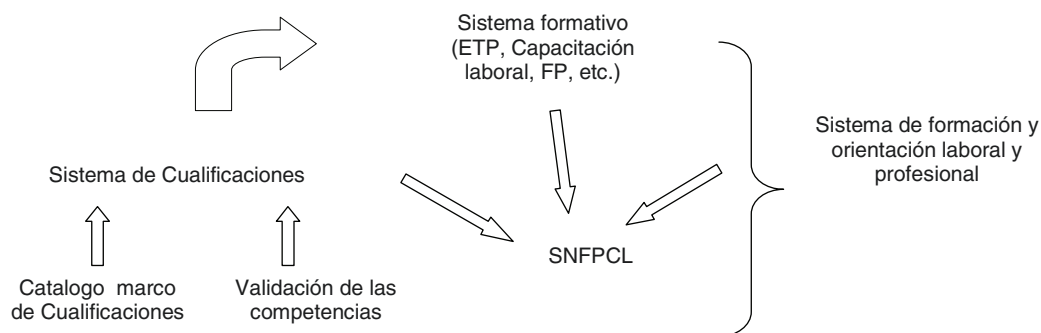 Sistema formativo
(ETP, Capacitación
laboral, FP, etc.)
Sistema de formación y
orientación laboral y
profesional
Sistema de Cualificaciones
SNFPCL
Catalogo marco
de Cualificaciones
Validación de las
competencias